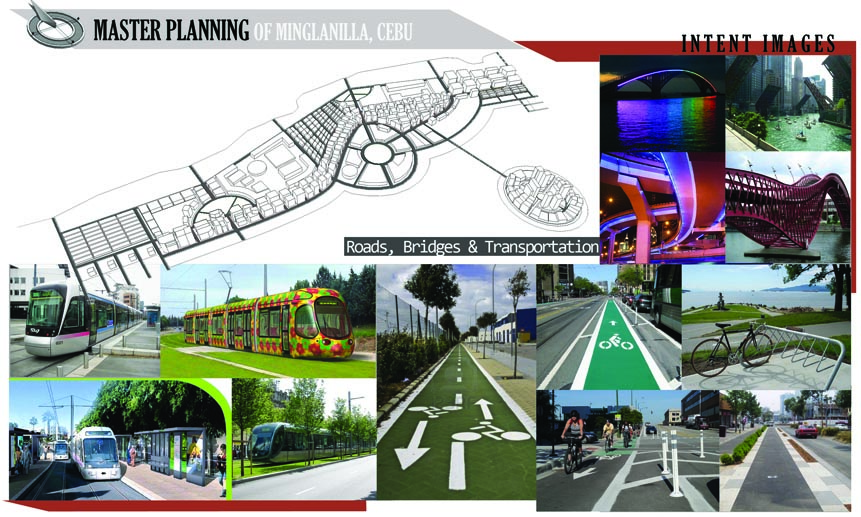 MASTER PLANNING OF MINGLANILLA, CEBU
INTENT IMAGES
Roads, Bridges & Transportation